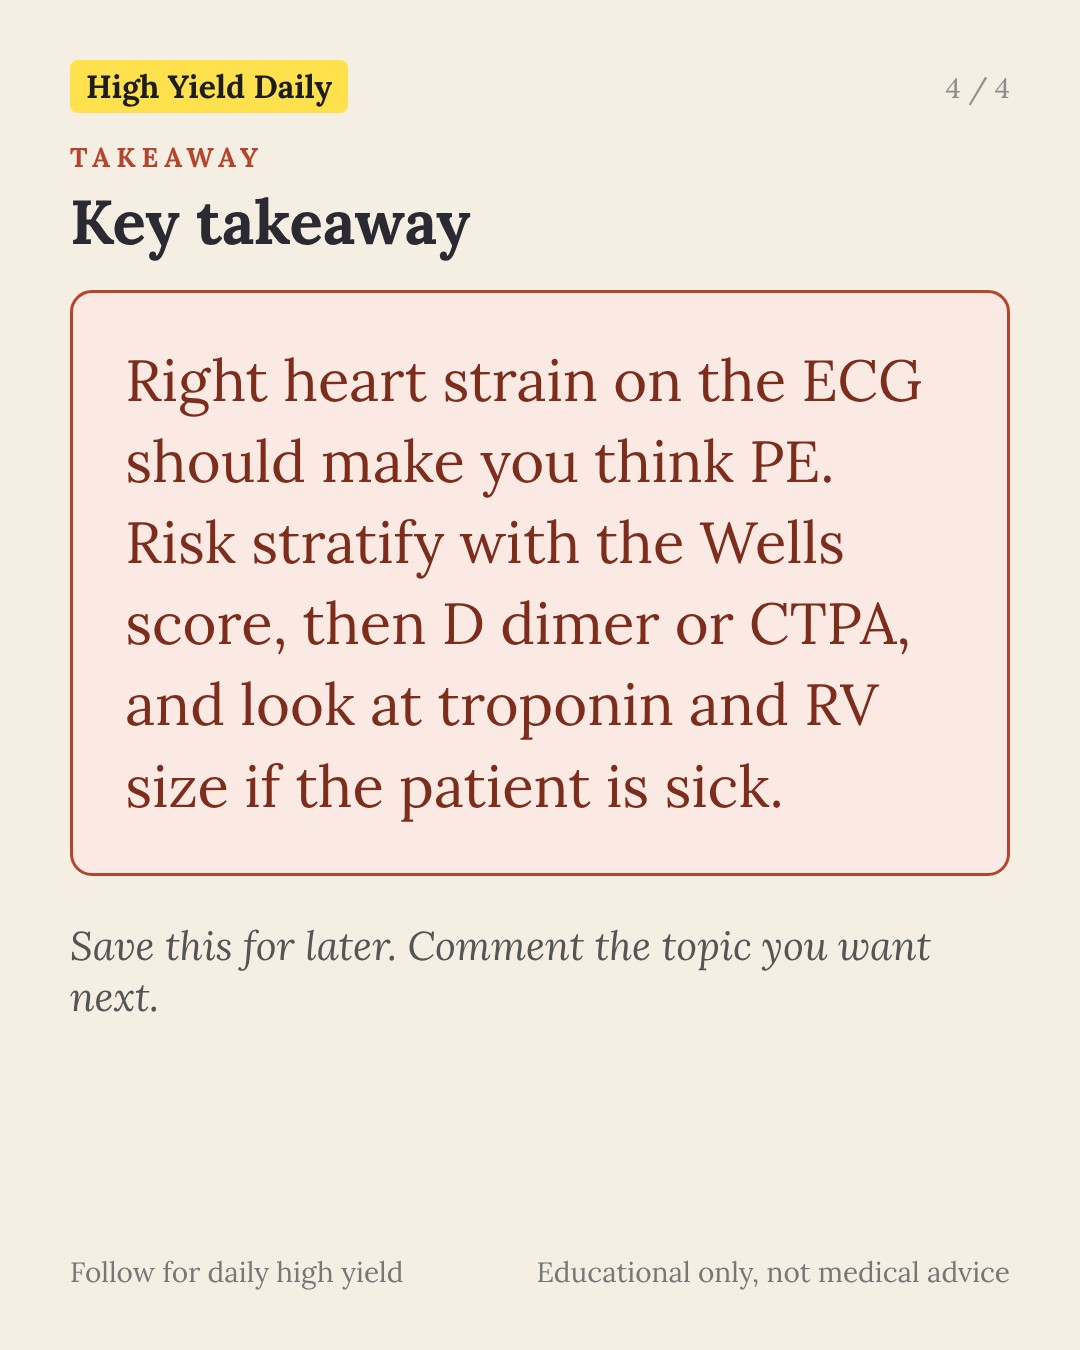 High Yield Daily
4 / 4
TAKEAWAY
Key takeaway
Right heart strain on the ECG
should make you think PE.
Risk stratify with the Wells
score, then D dimer or CTPA,
and look at troponin and RV
size if the patient is sick.
Save this for later. Comment the topic you want
next.
Follow for daily high yield
Educational only, not medical advice